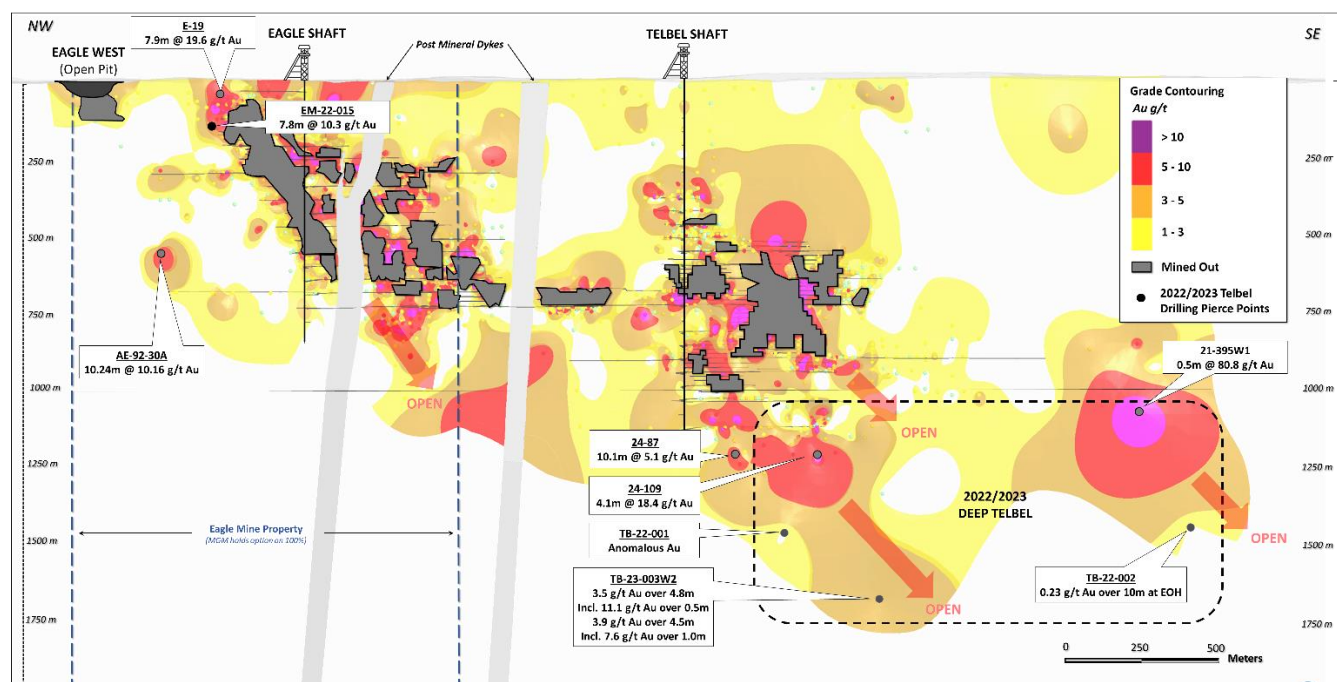 NW
SE
E-19
7.9m @ 19.6 g/t Au
EAGLE WEST
(Open Pit)
EAGLE SHAFT
Post Mineral Dykes
TELBEL SHAFT
EM-22-015
7.8m @ 10.3 g/t Au
Grade Contouring
Au g/t
> 10
5 - 10
3 - 5
1 - 3
Mined Out
2022/2023 Telbel
Drilling Pierce Points
250 m
500 m
750 m
1000 m
1250 m
1500 m
1750 m
250 m
500 m
750 m
1000 m
1250 m
1500 m
1750 m
AE-92-30A
10.24m @ 10.16 g/t Au
OPEN
21-395W1
0.5m @ 80.8 g/t Au
OPEN
24-87
10.1m @ 5.1 g/t Au
24-109
4.1m @ 18.4 g/t Au
2022/2023
DEEP TELBEL
Eagle Mine Property
(MGM holds option on 100%)
TB-22-001
Anomalous Au
OPEN
TB-23-003W2
3.5 g/t Au over 4.8m
Incl. 11.1 g/t Au over 0.5m
3.9 g/t Au over 4.5m
Incl. 7.6 g/t Au over 1.0m
OPEN
TB-22-002
0.23 g/t Au over 10m at EOH
0 250 500
Meters